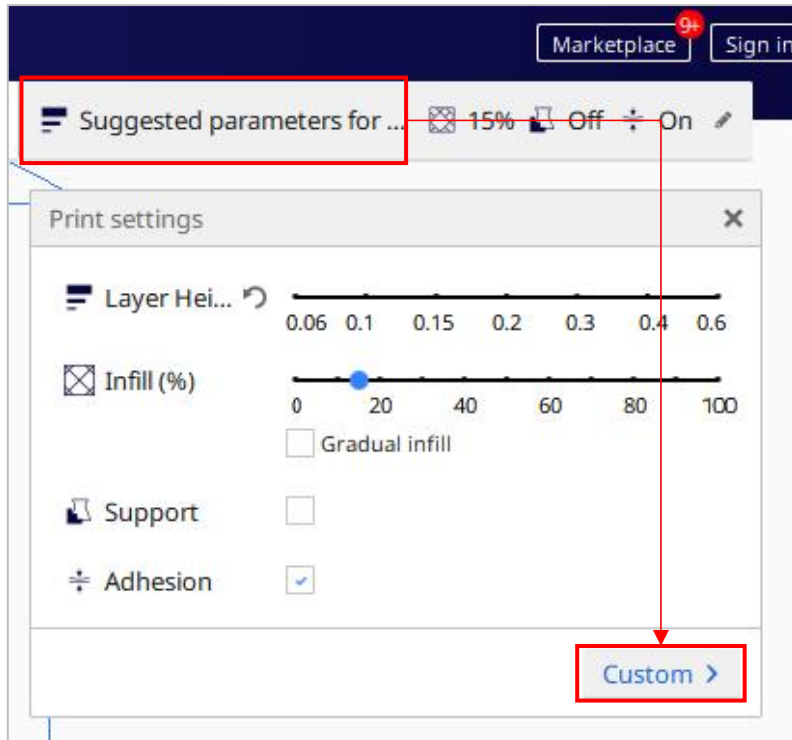 Marketplace 9+ Sign in
Suggested parameters for ... 15% Off On
Print settings
Layer Hei...
0.06 0.1 0.15 0.2 0.3 0.4 0.6
Infill (%)
0 20 40 60 80 100
Gradual infill
Support
Adhesion
Custom